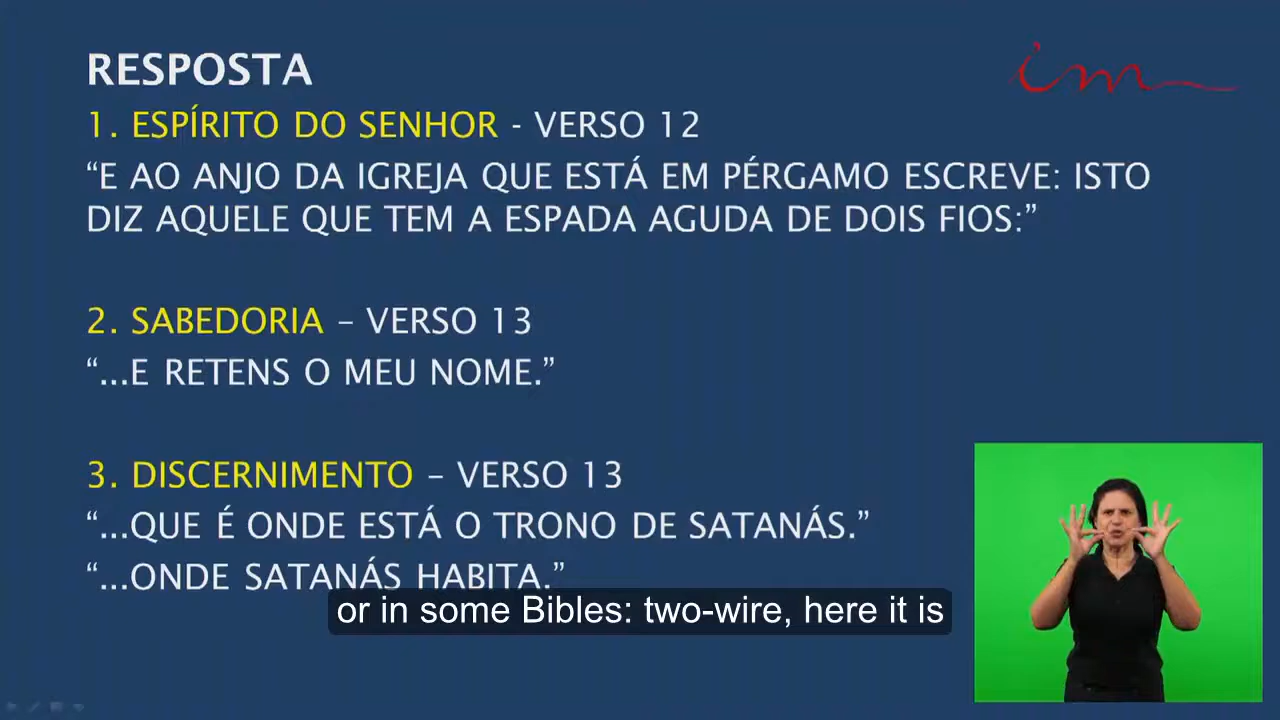 RESPOSTA
im
1. ESPÍRITO DO SENHOR - VERSO 12
“E AO ANJO DA IGREJA QUE ESTÁ EM PÉRGAMO ESCREVE: ISTO
DIZ AQUELE QUE TEM A ESPADA AGUDA DE DOIS FIOS:”
2. SABEDORIA – VERSO 13
“...E RETENS O MEU NOME.”
3. DISCERNIMENTO – VERSO 13
“...QUE É ONDE ESTÁ O TRONO DE SATANÁS.”
“...ONDE SATANÁS HABITA.”
or in some Bibles: two-wire, here it is